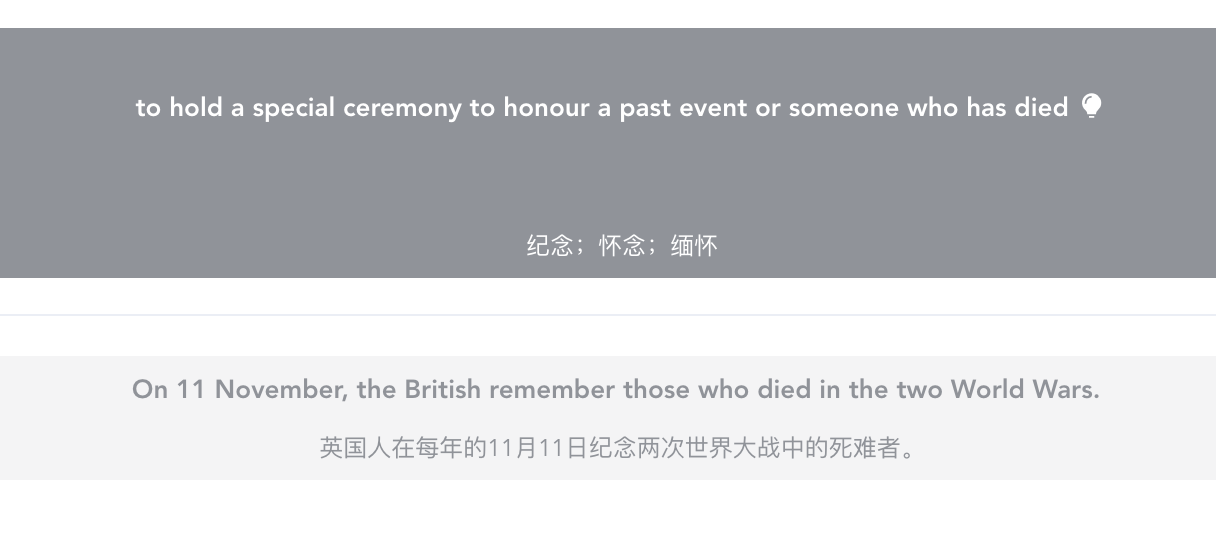 to hold a special ceremony to honour a past event or someone who has died
纪念；怀念；缅怀
On 11 November, the British remember those who died in the two World Wars.
英国人在每年的11月11日纪念两次世界大战中的死难者。